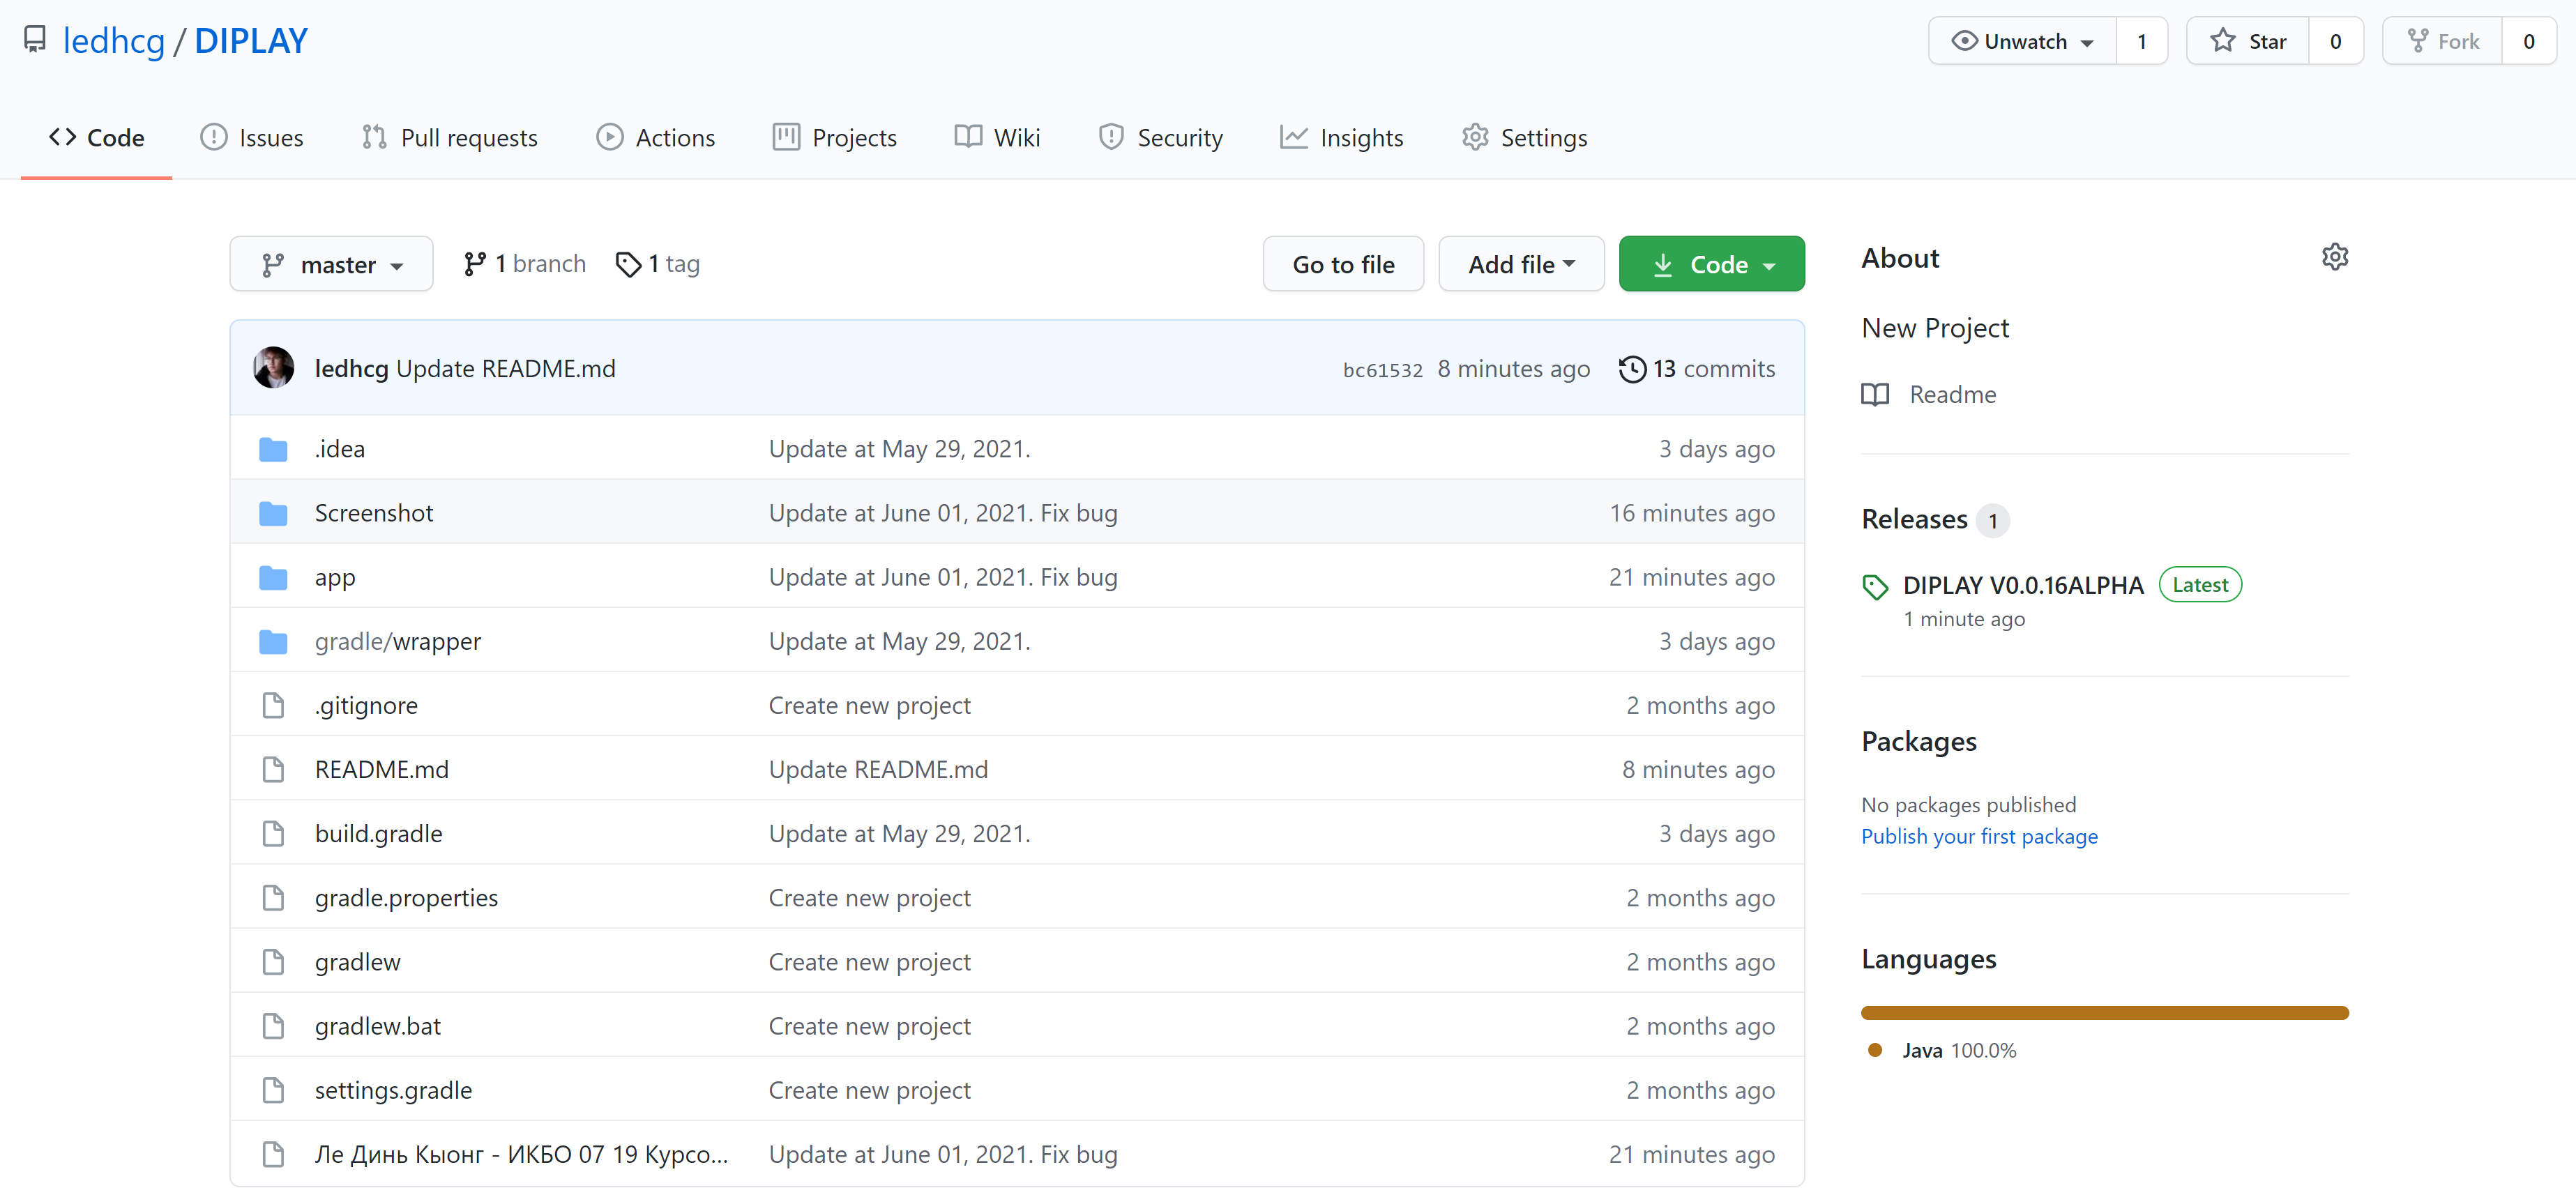 ledhcg / DIPLAY
Unwatch 1 Star 0 Fork 0
Code Issues Pull requests Actions Projects Wiki Security Insights Settings
master 1 branch 1 tag Go to file Add file Code
ledhcg Update README.md bc61532 8 minutes ago 13 commits
.idea Update at May 29, 2021. 3 days ago
Screenshot Update at June 01, 2021. Fix bug 16 minutes ago
app Update at June 01, 2021. Fix bug 21 minutes ago
gradle/wrapper Update at May 29, 2021. 3 days ago
.gitignore Create new project 2 months ago
README.md Update README.md 8 minutes ago
build.gradle Update at May 29, 2021. 3 days ago
gradle.properties Create new project 2 months ago
gradlew Create new project 2 months ago
gradlew.bat Create new project 2 months ago
settings.gradle Create new project 2 months ago
Ле Динь Кыонг - ИКБО 07 19 Курсо... Update at June 01, 2021. Fix bug 21 minutes ago
About
New Project
Readme
Releases 1
DIPLAY V0.0.16ALPHA Latest
1 minute ago
Packages
No packages published
Publish your first package
Languages
Java 100.0%